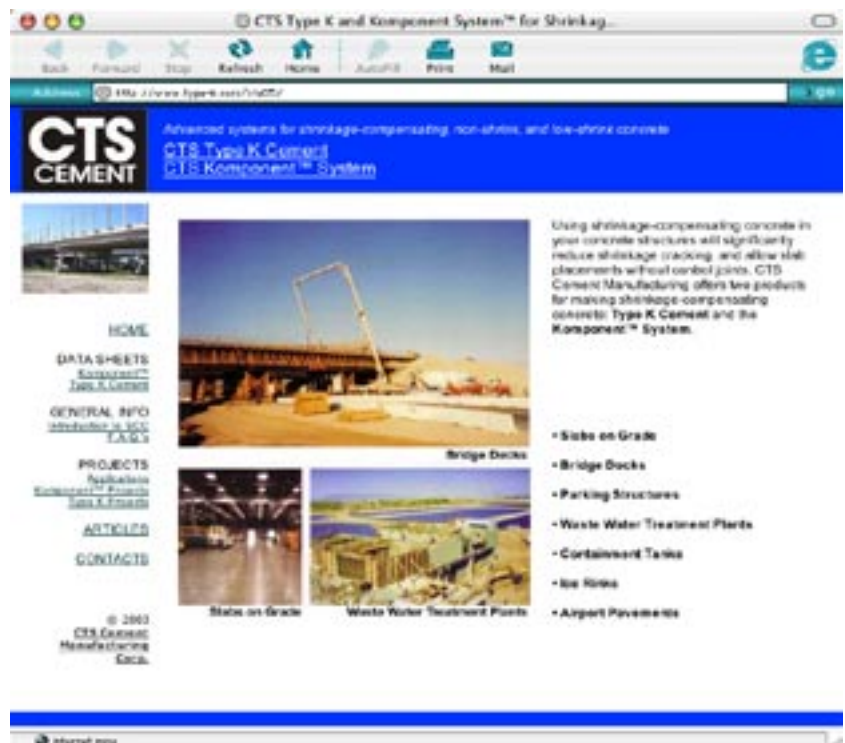 CTS Type K and Komponent System™ for Shrinkag...
Back Forward Stop Refresh Home AutoFill Print Mail
Address
go
CTS
CEMENT
Advanced systems for shrinkage-compensating, non-shrink, and low-shrink concrete
CTS Type K Cement
CTS Komponent™ System
Using shrinkage-compensating concrete in
your concrete structures will significantly
reduce shrinkage cracking, and allow slab
placements without control joints. CTS
Cement Manufacturing offers two products
for making shrinkage-compensating
concrete: Type K Cement and the
Komponent™ System.
HOME
DATA SHEETS
Komponent™
Type K Cement
GENERAL INFO
Introduction to SCC
F.A.Q.'s
PROJECTS
Applications
Komponent™ Projects
Type K Projects
ARTICLES
CONTACTS
© 2003
CTS Cement
Manufacturing
Corp.
Bridge Decks
Slabs on Grade
Waste Water Treatment Plants
• Slabs on Grade
• Bridge Decks
• Parking Structures
• Waste Water Treatment Plants
• Containment Tanks
• Ice Rinks
• Airport Pavements
Internet zone